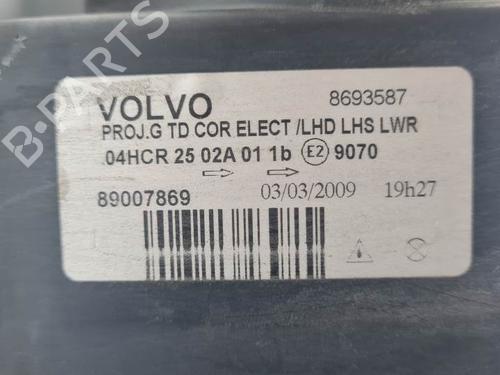 VOLVO 8693587
PROJ.G TD COR ELECT /LHD LHS LWR
.04HCR 25 02A 01 1b E2 9070
89007869 03/03/2009 19h27